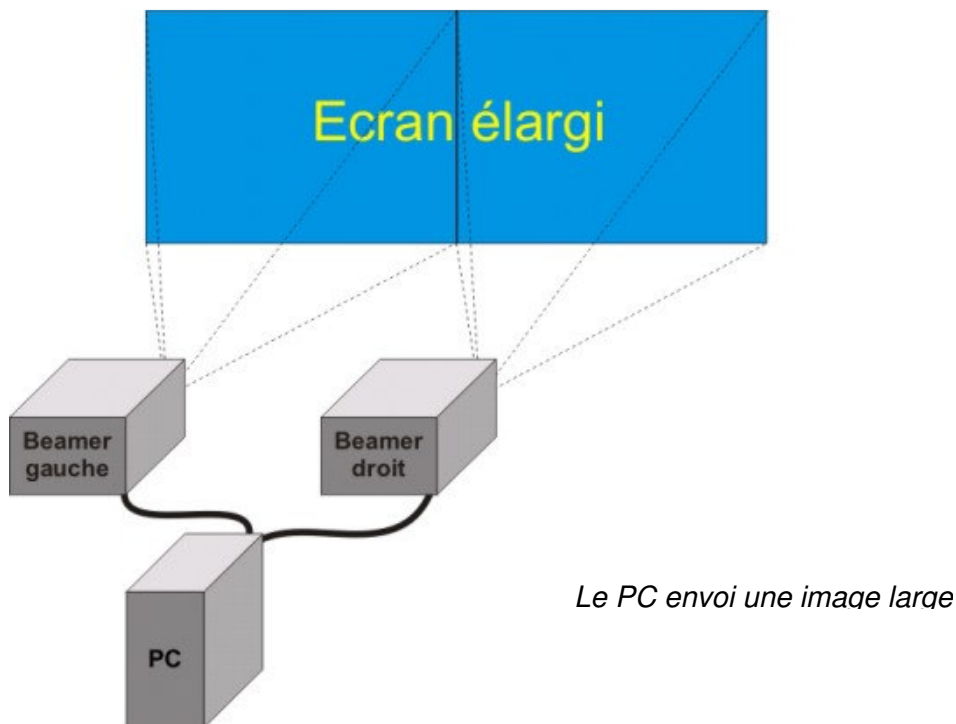 Ecran élargi
Beamer
gauche
Beamer
droit
Le PC envoi une image large
PC